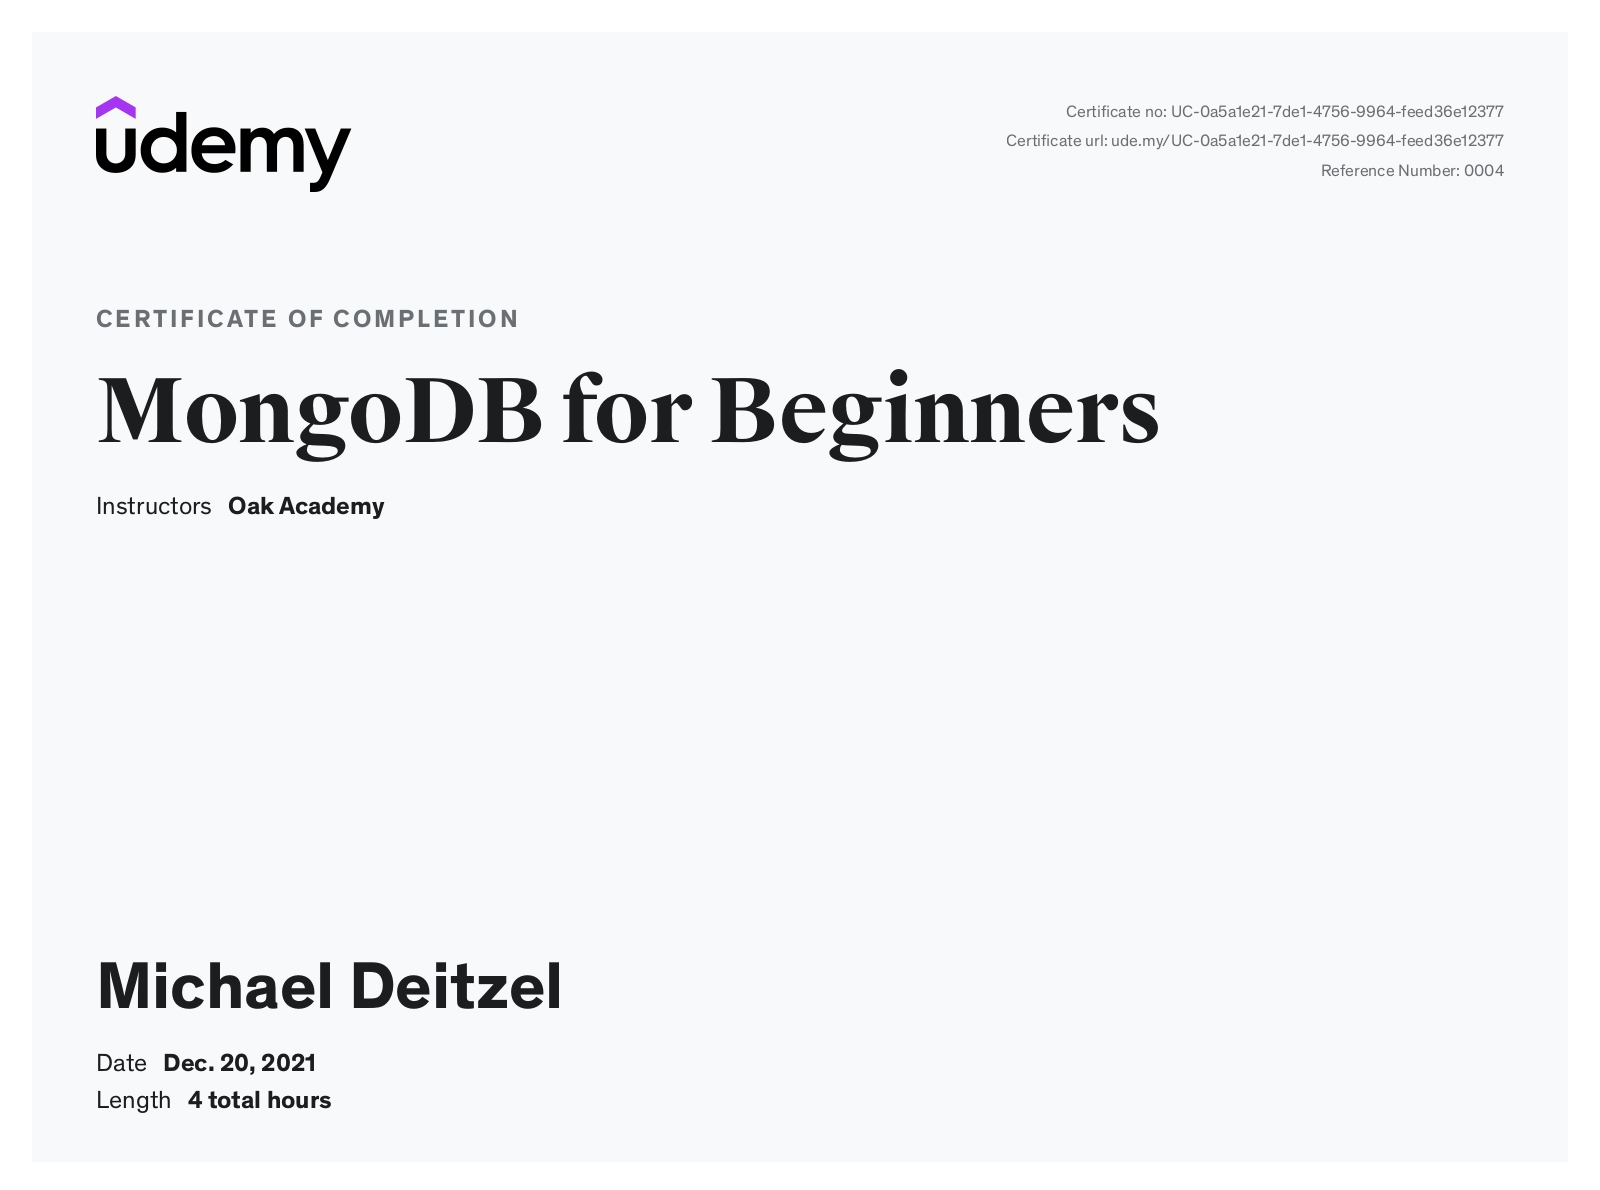 udemy
Certificate no: UC-0a5a1e21-7de1-4756-9964-feed36e12377
Certificate url: ude.my/UC-0a5a1e21-7de1-4756-9964-feed36e12377
Reference Number: 0004
CERTIFICATE OF COMPLETION
MongoDB for Beginners
Instructors Oak Academy
Michael Deitzel
Date Dec. 20, 2021
Length 4 total hours